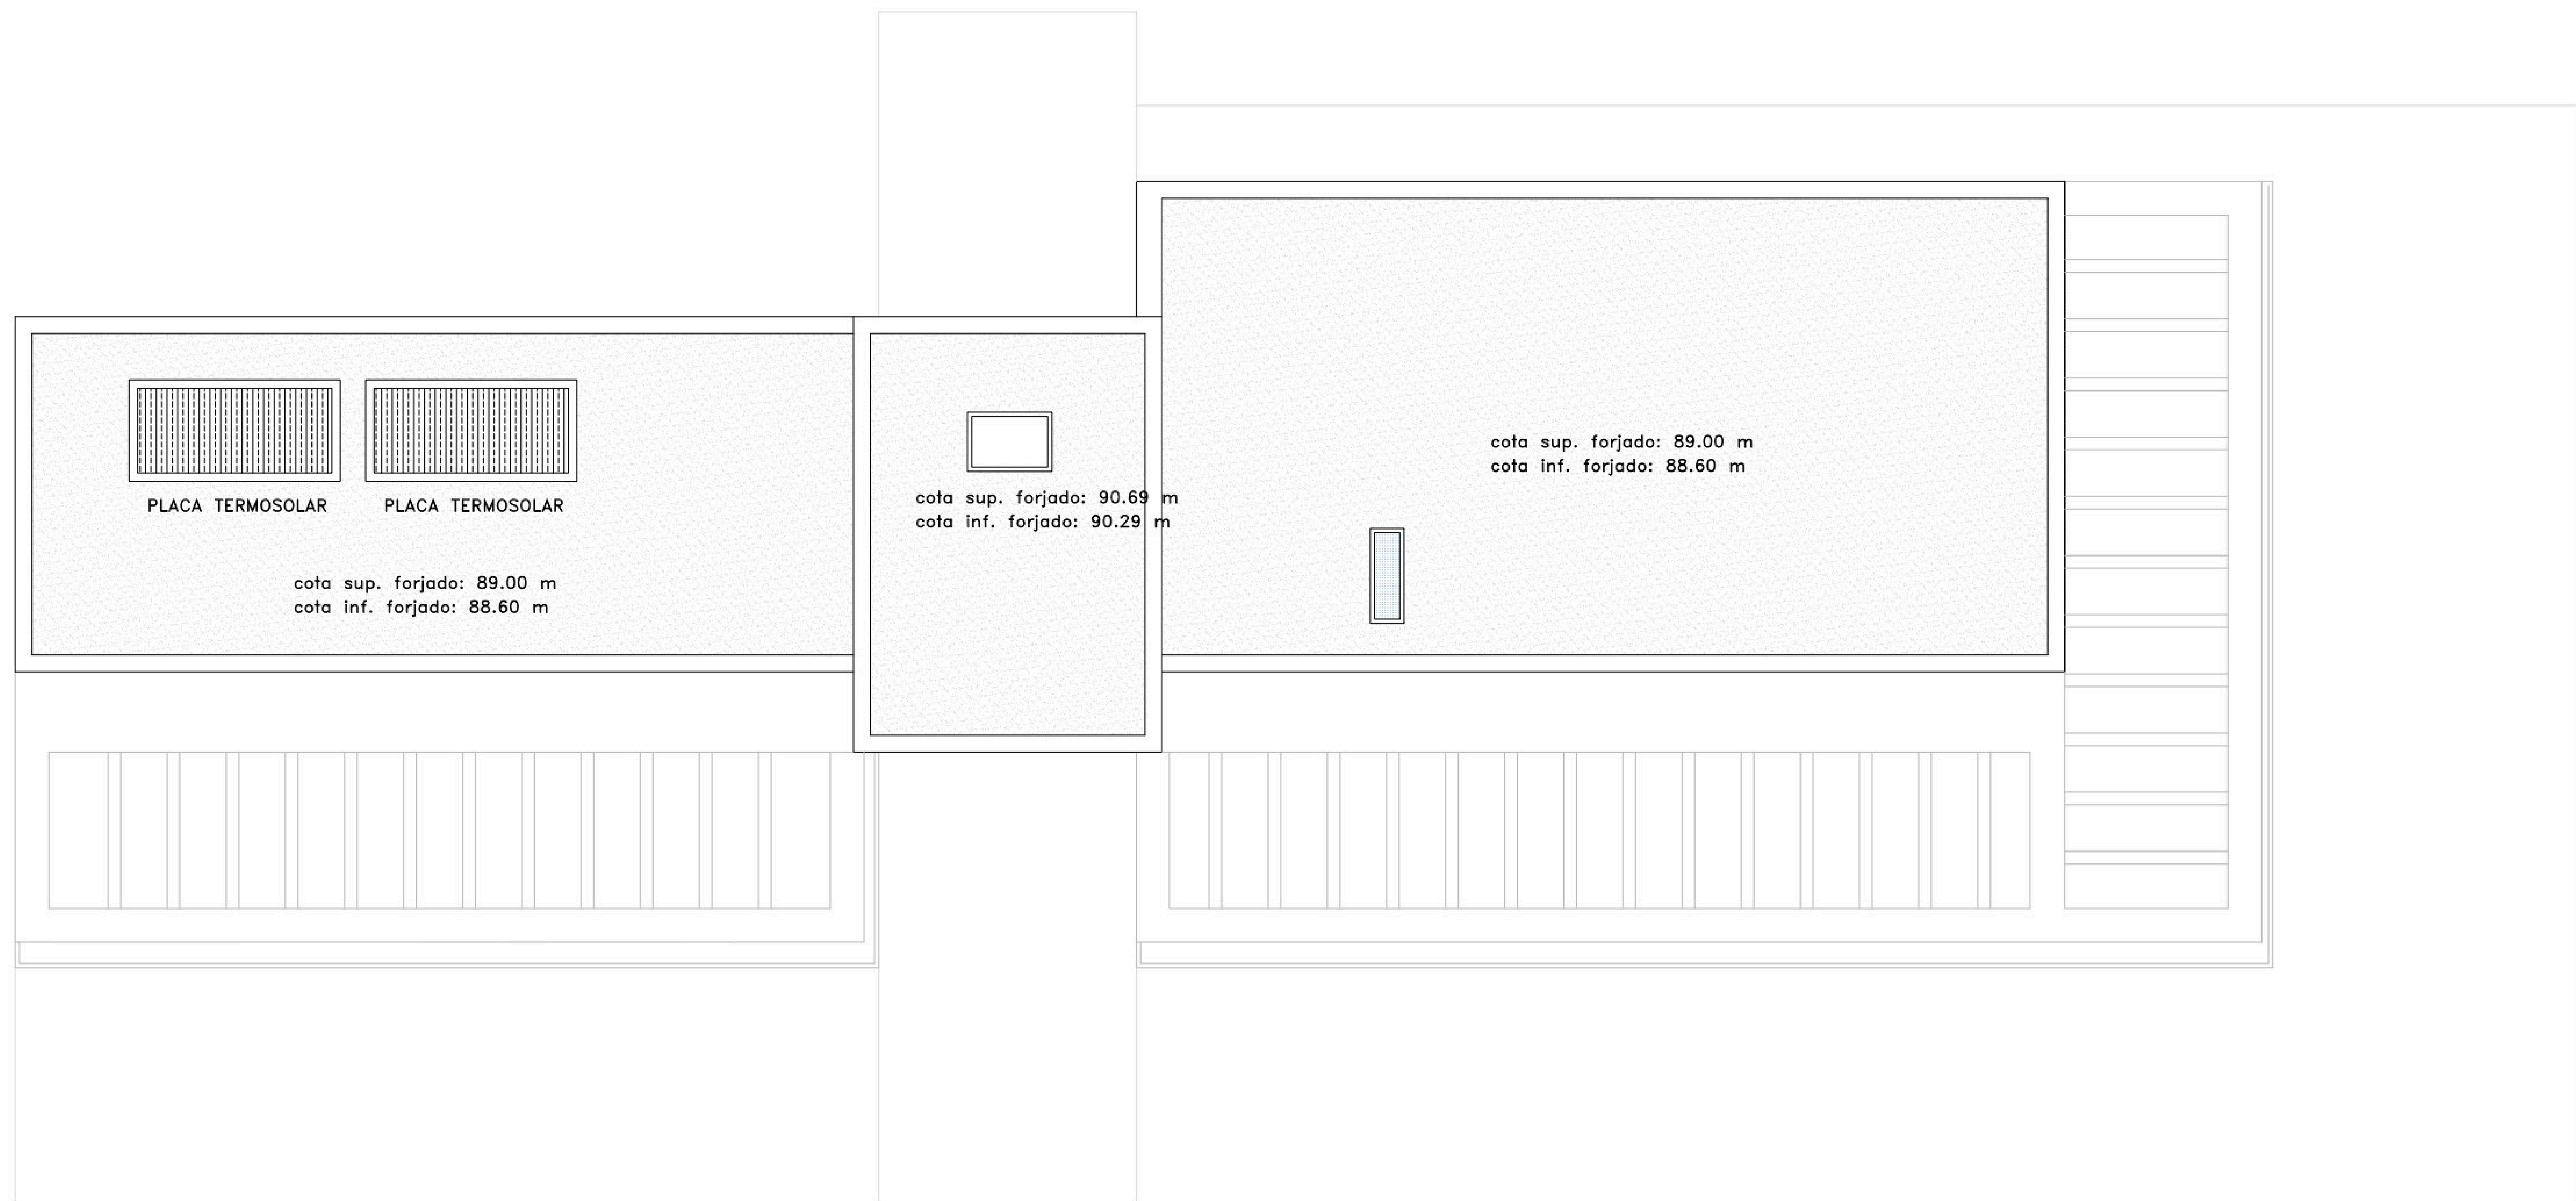 PLACA TERMOSOLAR
PLACA TERMOSOLAR
cota sup. forjado: 89.00 m
cota inf. forjado: 88.60 m
cota sup. forjado: 90.69 m
cota inf. forjado: 90.29 m
cota sup. forjado: 89.00 m
cota inf. forjado: 88.60 m